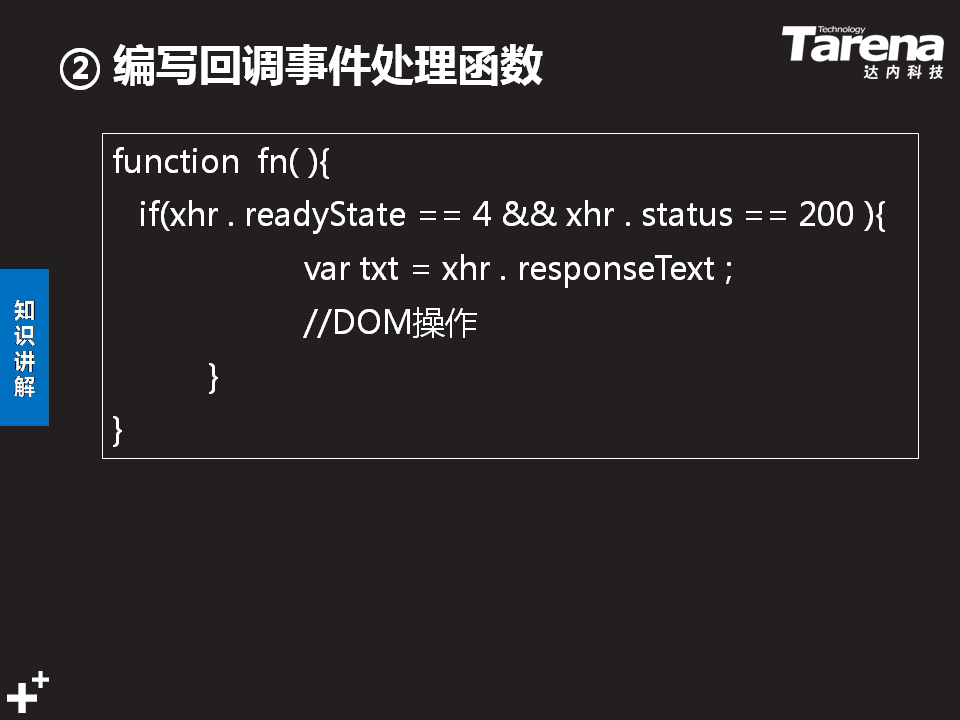 ② 编写回调事件处理函数
Technology
Tarena
达内科技
function fn( ){
if(xhr . readyState == 4 && xhr . status == 200 ){
var txt = xhr . responseText ;
//DOM操作
}
}
知识讲解